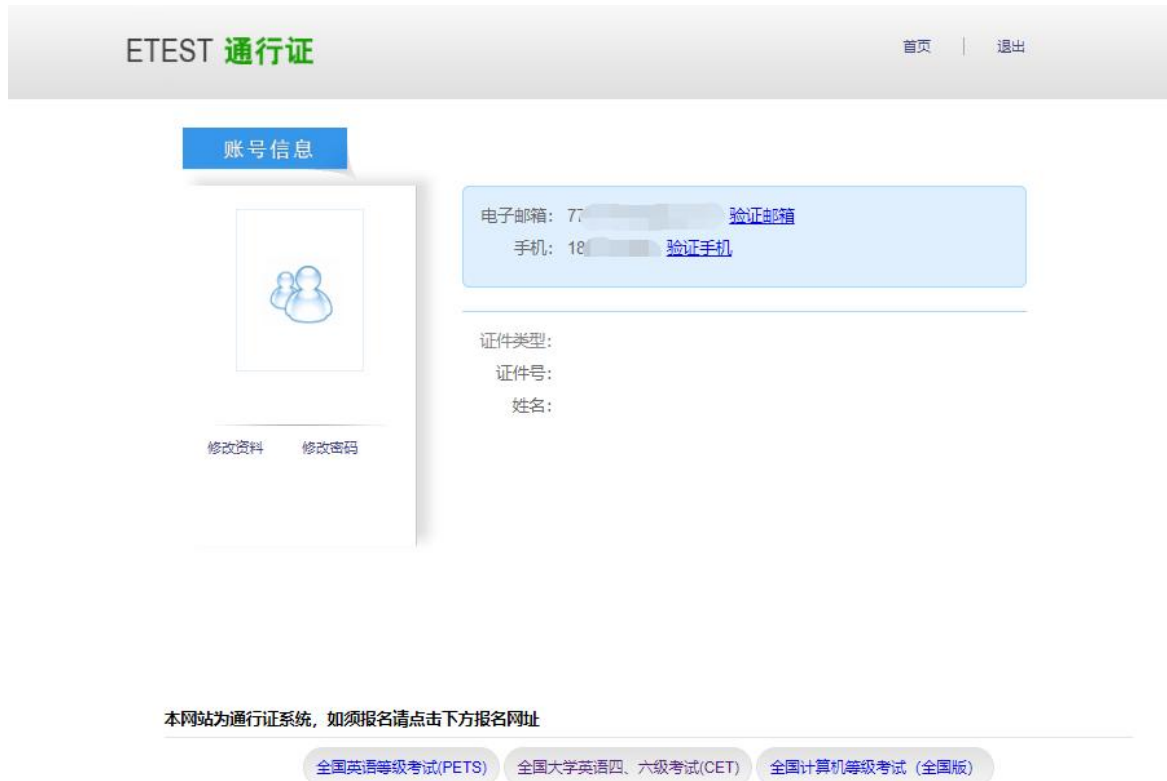 ETEST 通行证
首页 | 退出
账号信息
电子邮箱: 77 验证邮箱
手机: 18 验证手机
证件类型:
证件号:
姓名:
修改资料 修改密码
本网站为通行证系统，如须报名请点击下方报名网址
全国英语等级考试(PETS) 全国大学英语四、六级考试(CET) 全国计算机等级考试（全国版）